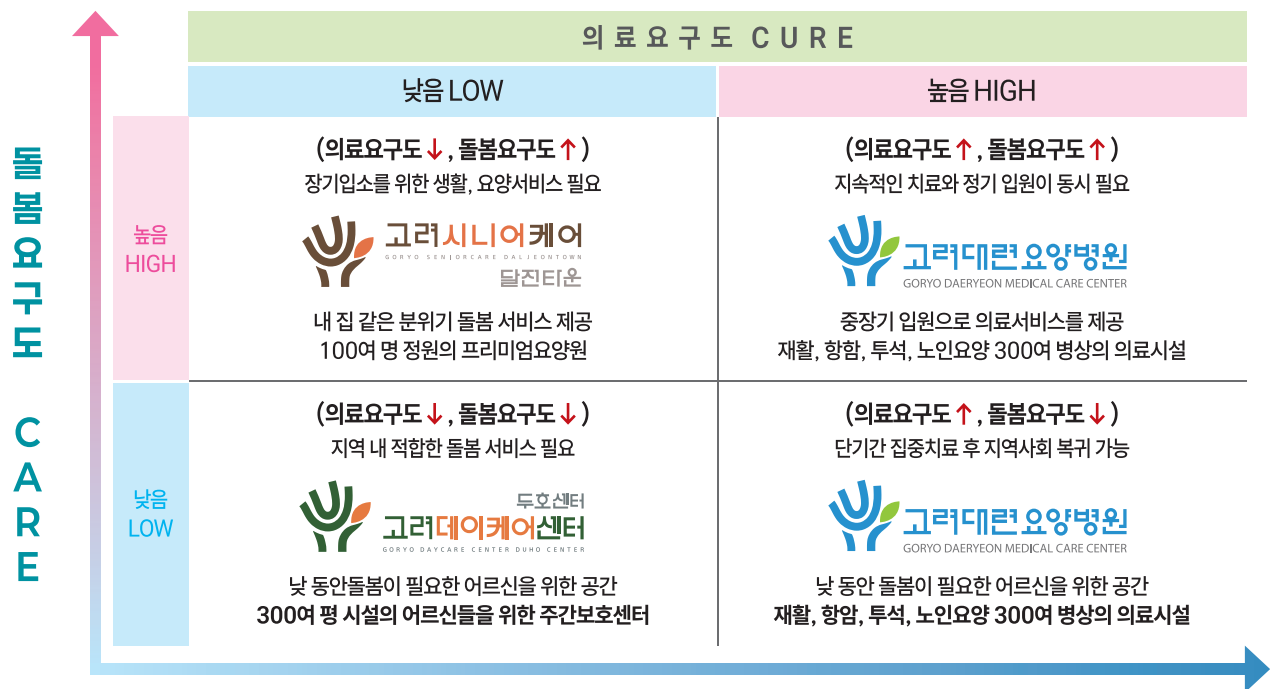 의료요구도 CURE
낮음 LOW
높음 HIGH
돌봄요구도 CARE
높음
HIGH
(의료요구도↓, 돌봄요구도↑)
장기입소를 위한 생활, 요양서비스 필요
고려시니어케어
GORYO SENIORCARE DALJEONTOWN
달진타운
내 집 같은 분위기 돌봄 서비스 제공
100여 명 정원의 프리미엄요양원
(의료요구도↑, 돌봄요구도↑)
지속적인 치료와 정기 입원이 동시 필요
고려대련요양병원
GORYO DAERYEON MEDICAL CARE CENTER
중장기 입원으로 의료서비스를 제공
재활, 항함, 투석, 노인요양 300여 병상의 의료시설
낮음
LOW
(의료요구도↓, 돌봄요구도↓)
지역 내 적합한 돌봄 서비스 필요
두호센터
고려데이케어센터
GORYO DAYCARE CENTER DUHO CENTER
낮 동안돌봄이 필요한 어르신을 위한 공간
300여 평 시설의 어르신들을 위한 주간보호센터
(의료요구도↑, 돌봄요구도↓)
단기간 집중치료 후 지역사회 복귀 가능
고려대련요양병원
GORYO DAERYEON MEDICAL CARE CENTER
낮 동안 돌봄이 필요한 어르신을 위한 공간
재활, 항암, 투석, 노인요양 300여 병상의 의료시설